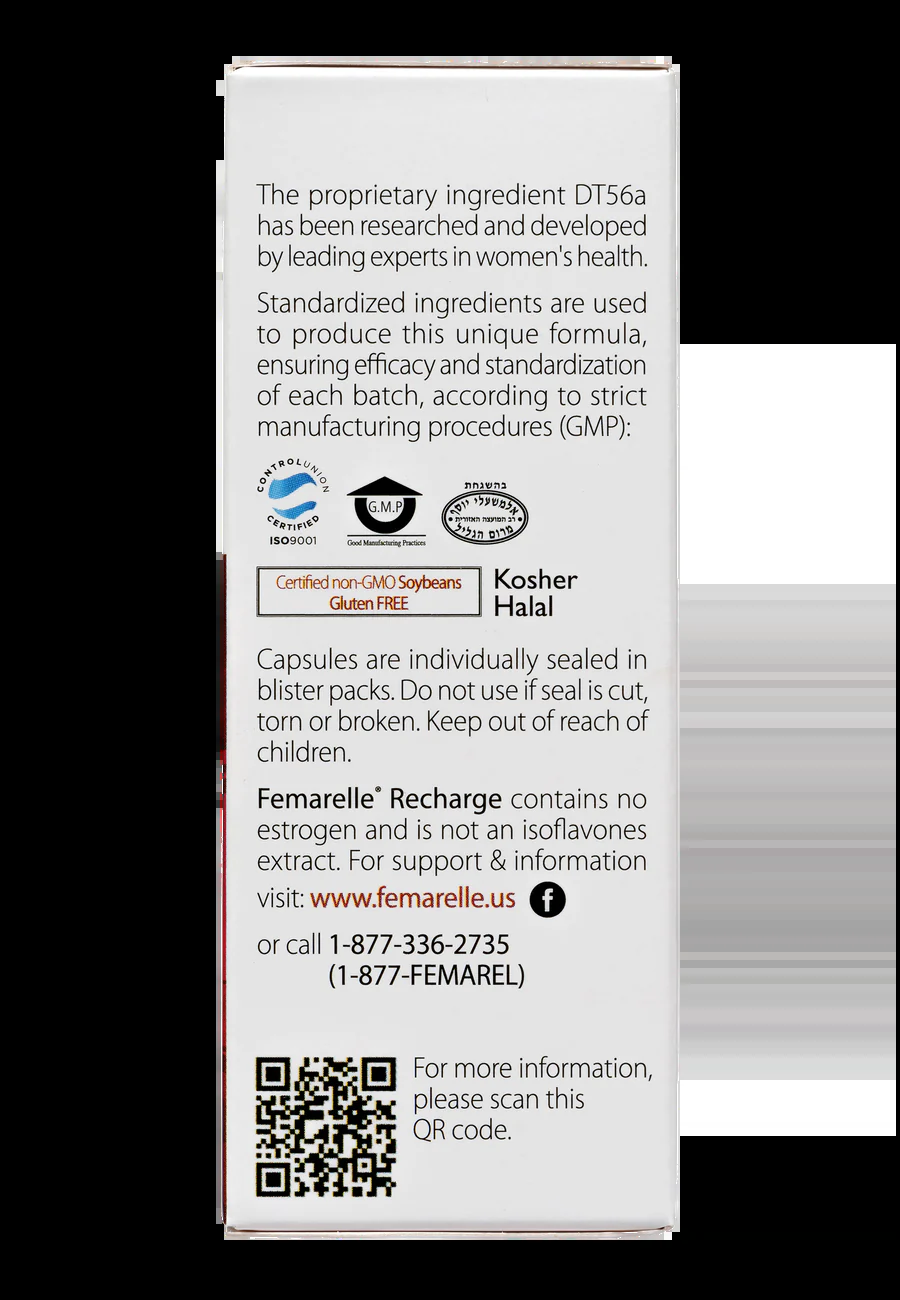 The proprietary ingredient DT56a
has been researched and developed
by leading experts in women's health.
Standardized ingredients are used
to produce this unique formula,
ensuring efficacy and standardization
of each batch, according to strict
manufacturing procedures (GMP):
CONTROLUNION
CERTIFIED
ISO9001
G.M.P
Good Manufacturing Practices
בהשגחת
אלמשעלי יוסף
רב המועצה האזורית
מרום הגליל
Certified non-GMO Soybeans
Gluten FREE
Kosher
Halal
Capsules are individually sealed in
blister packs. Do not use if seal is cut,
torn or broken. Keep out of reach of
children.
Femarelle® Recharge contains no
estrogen and is not an isoflavones
extract. For support & information
visit: www.femarelle.us f
or call 1-877-336-2735
(1-877-FEMAREL)
For more information,
please scan this
QR code.